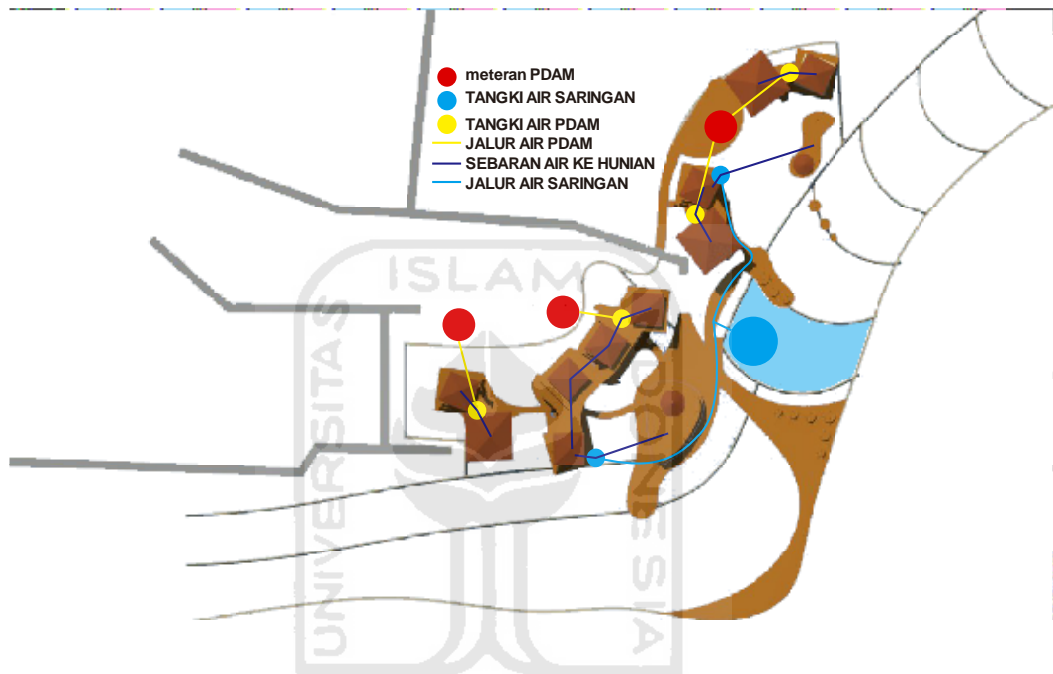 meteran PDAM
TANGKI AIR SARINGAN
TANGKI AIR PDAM
JALUR AIR PDAM
SEBARAN AIR KE HUNIAN
JALUR AIR SARINGAN
ISLAM
UNIVERSITAS
INDONESIA